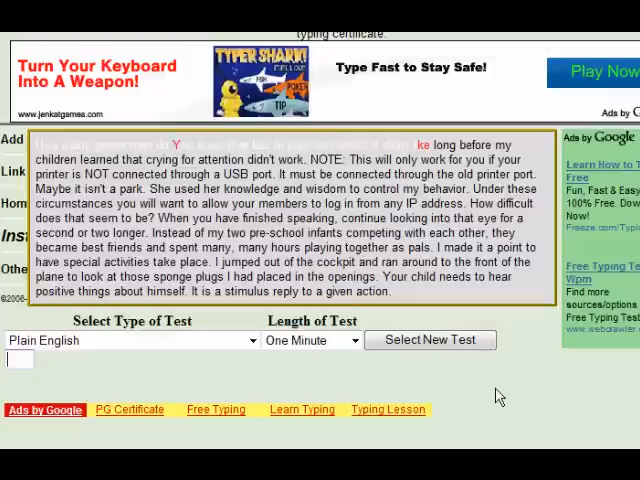 typing certificate.
Turn Your Keyboard
Into A Weapon!
www.jenkatgames.com
TYPER SHARK!
DELUXE
FISH
TIP
Type Fast to Stay Safe!
Play Now
Ads by Google
Add
Link
Hom
Inst
Othe
©2006-
Y ke long before my
children learned that crying for attention didn't work. NOTE: This will only work for you if your
printer is NOT connected through a USB port. It must be connected through the old printer port.
Maybe it isn't a park. She used her knowledge and wisdom to control my behavior. Under these
circumstances you will want to allow your members to log in from any IP address. How difficult
does that seem to be? When you have finished speaking, continue looking into that eye for a
second or two longer. Instead of my two pre-school infants competing with each other, they
became best friends and spent many, many hours playing together as pals. I made it a point to
have special activities take place. I jumped out of the cockpit and ran around to the front of the
plane to look at those sponge plugs I had placed in the openings. Your child needs to hear
positive things about himself. It is a stimulus reply to a given action.
Ads by Google
Learn How to T
Free
Fun, Fast & Easy
100% Free. Dow
Now!
Freeze.com/Typi
Free Typing Te
Wpm
Find more
sources/options
Free Typing Test
www.webcrawler.
Select Type of Test
Length of Test
Plain English
One Minute
Select New Test
Ads by Google
PG Certificate
Free Typing
Learn Typing
Typing Lesson